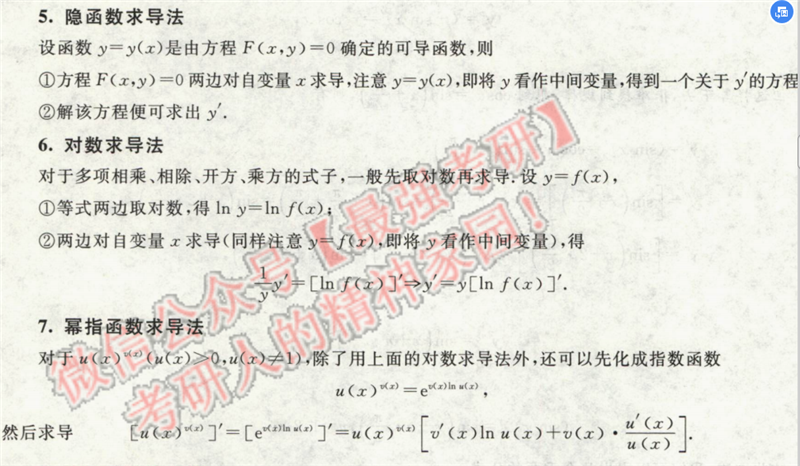 5. 隐函数求导法
设函数 y=y(x)是由方程 F(x,y)=0 确定的可导函数,则
①方程 F(x,y)=0 两边对自变量 x 求导,注意 y=y(x),即将 y 看作中间变量,得到一个关于 y′的方程
②解该方程便可求出 y′.
6. 对数求导法
对于多项相乘、相除、开方、乘方的式子,一般先取对数再求导.设 y=f(x),
①等式两边取对数,得 ln y=ln f(x);
②两边对自变量 x 求导(同样注意 y=f(x),即将 y 看作中间变量),得
1/y y′=[ln f(x)]′⇒y′=y[ln f(x)]′.
7. 幂指函数求导法
对于 u(x)^{v(x)}(u(x)>0,u(x)≠1),除了用上面的对数求导法外,还可以先化成指数函数
u(x)^{v(x)}=e^{v(x)ln u(x)},
然后求导 [u(x)^{v(x)}]′=[e^{v(x)ln u(x)}]′=u(x)^{v(x)}[v′(x)ln u(x)+v(x)·u′(x)/u(x)].
微信公众号【最强考研】
考研人的精神家园!